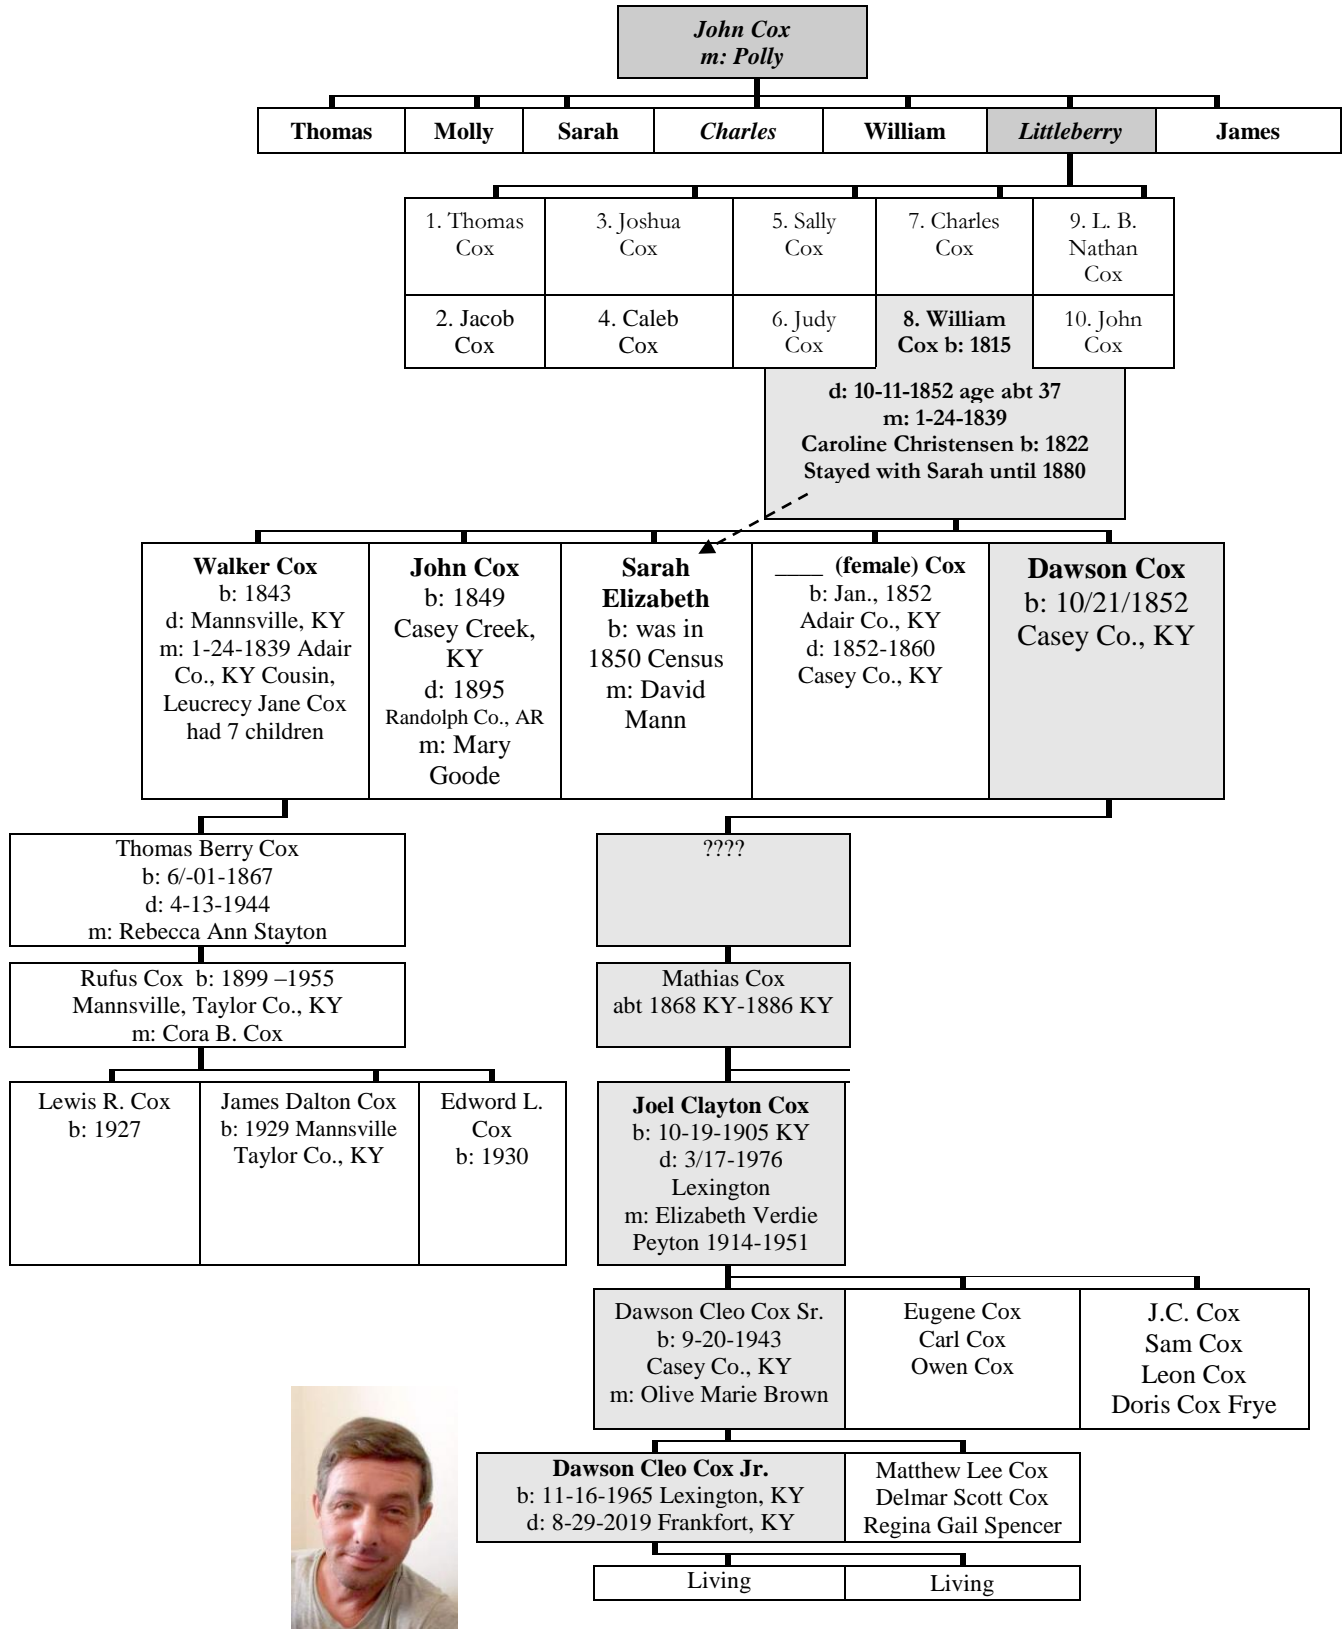 John Cox
m: Polly
Thomas
Molly
Sarah
Charles
William
Littleberry
James
1. Thomas
Cox
3. Joshua
Cox
5. Sally
Cox
7. Charles
Cox
9. L. B.
Nathan
Cox
2. Jacob
Cox
4. Caleb
Cox
6. Judy
Cox
8. William
Cox b: 1815
10. John
Cox
d: 10-11-1852 age abt 37
m: 1-24-1839
Caroline Christensen b: 1822
Stayed with Sarah until 1880
Walker Cox
b: 1843
d: Mannsville, KY
m: 1-24-1839 Adair
Co., KY Cousin,
Leucrecy Jane Cox
had 7 children
John Cox
b: 1849
Casey Creek,
KY
d: 1895
Randolph Co., AR
m: Mary
Goode
Sarah
Elizabeth
b: was in
1850 Census
m: David
Mann
____ (female) Cox
b: Jan., 1852
Adair Co., KY
d: 1852-1860
Casey Co., KY
Dawson Cox
b: 10/21/1852
Casey Co., KY
Thomas Berry Cox
b: 6/-01-1867
d: 4-13-1944
m: Rebecca Ann Stayton
????
Rufus Cox b: 1899 –1955
Mannsville, Taylor Co., KY
m: Cora B. Cox
Mathias Cox
abt 1868 KY-1886 KY
Lewis R. Cox
b: 1927
James Dalton Cox
b: 1929 Mannsville
Taylor Co., KY
Edword L.
Cox
b: 1930
Joel Clayton Cox
b: 10-19-1905 KY
d: 3/17-1976
Lexington
m: Elizabeth Verdie
Peyton 1914-1951
Dawson Cleo Cox Sr.
b: 9-20-1943
Casey Co., KY
m: Olive Marie Brown
Eugene Cox
Carl Cox
Owen Cox
J.C. Cox
Sam Cox
Leon Cox
Doris Cox Frye
Dawson Cleo Cox Jr.
b: 11-16-1965 Lexington, KY
d: 8-29-2019 Frankfort, KY
Matthew Lee Cox
Delmar Scott Cox
Regina Gail Spencer
Living
Living